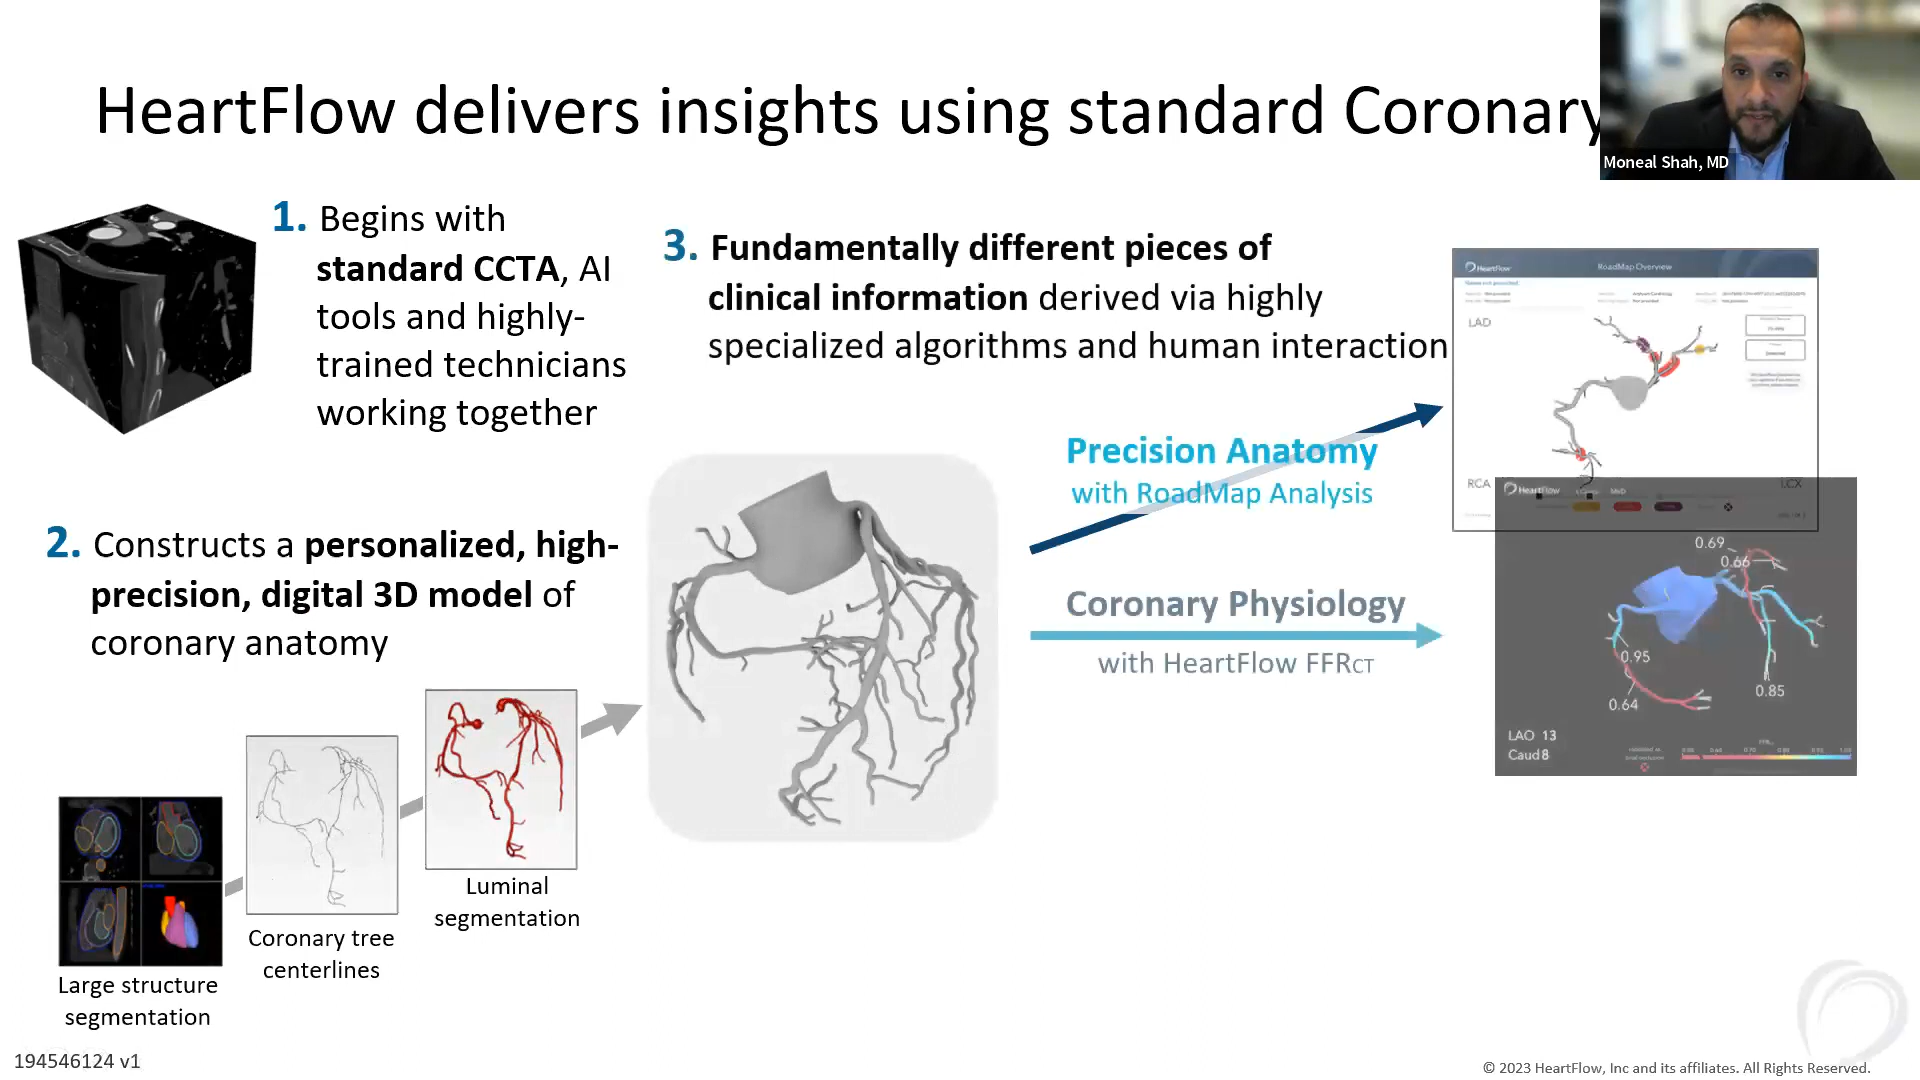 HeartFlow delivers insights using standard Coronary
Moneal Shah, MD
1. Begins with
standard CCTA, AI
tools and highly-
trained technicians
working together
2. Constructs a personalized, high-
precision, digital 3D model of
coronary anatomy
Large structure
segmentation
Coronary tree
centerlines
Luminal
segmentation
3. Fundamentally different pieces of
clinical information derived via highly
specialized algorithms and human interaction
Precision Anatomy
with RoadMap Analysis
Coronary Physiology
with HeartFlow FFRCT
HeartFlow
RoadMap Overview
LAD
RCA
LCX
HeartFlow
0.69
0.66
0.95
0.64
0.85
LAO 13
Caud 8
194546124 v1
© 2023 HeartFlow, Inc and its affiliates. All Rights Reserved.